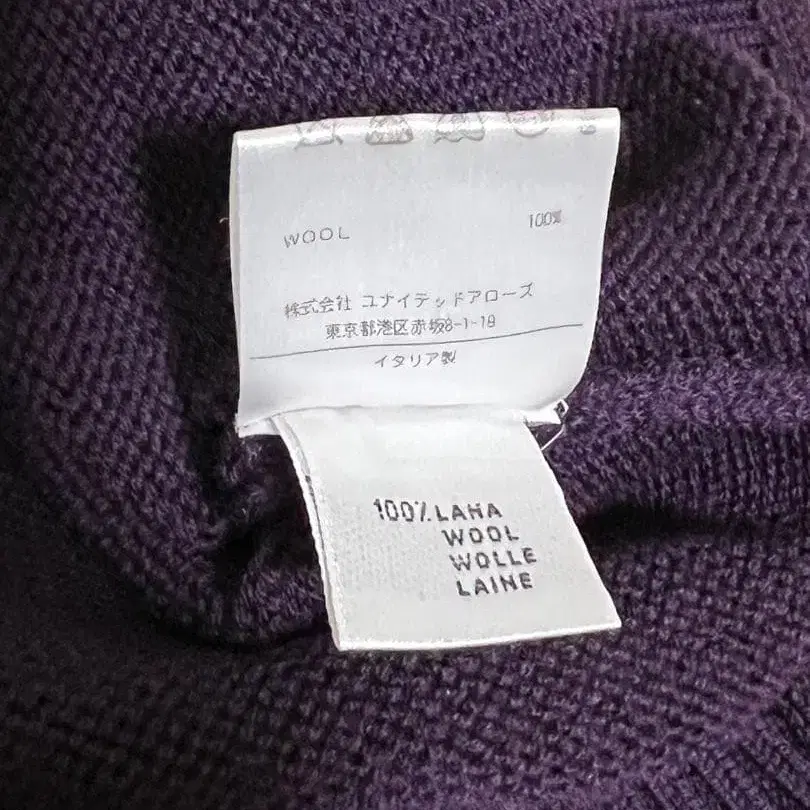 WOOL 100%
株式会社 ユナイテッドアローズ
東京都港区赤坂8-1-19
イタリア製
100% LANA
WOOL
WOLLE
LAINE